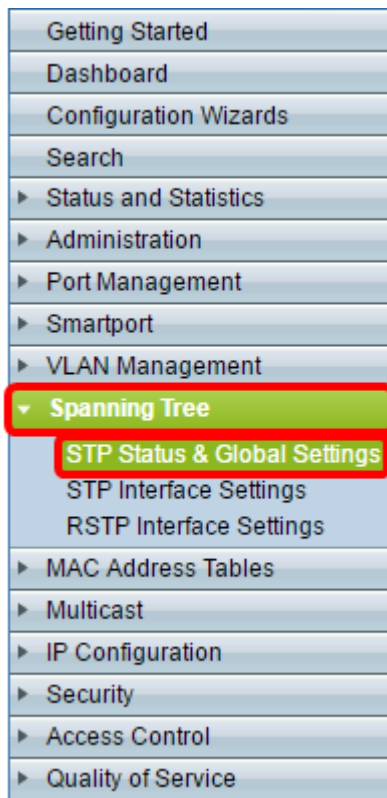 Getting Started
Dashboard
Configuration Wizards
Search
Status and Statistics
Administration
Port Management
Smartport
VLAN Management
Spanning Tree
STP Status & Global Settings
STP Interface Settings
RSTP Interface Settings
MAC Address Tables
Multicast
IP Configuration
Security
Access Control
Quality of Service